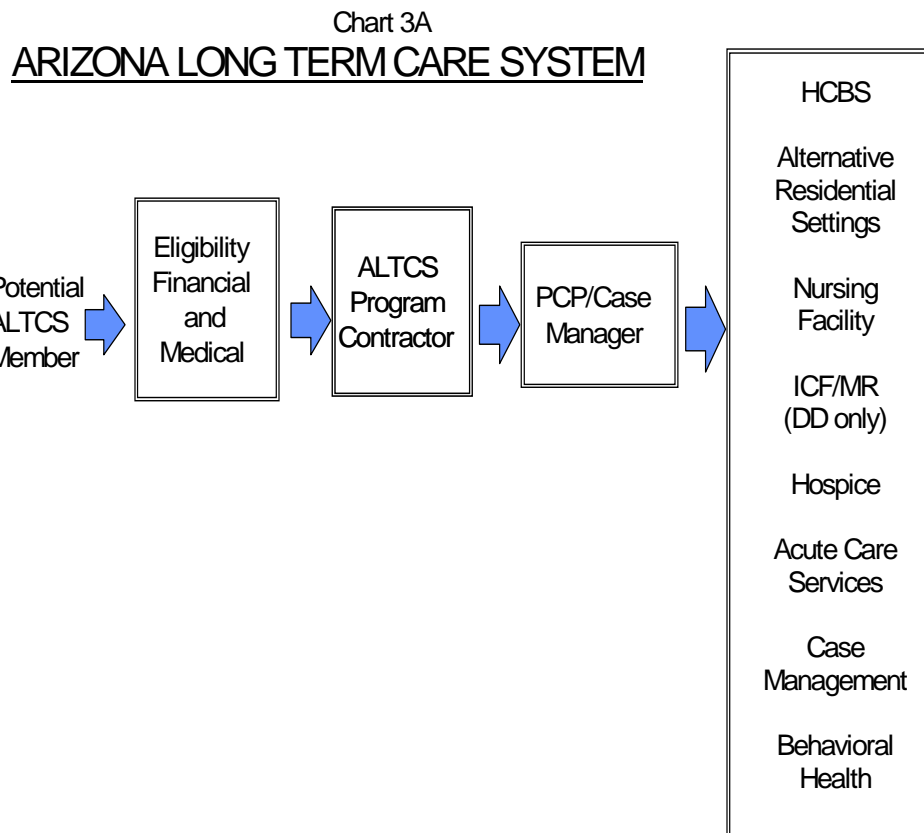 Chart 3A
ARIZONA LONG TERM CARE SYSTEM
Potential
ALTCS
Member
Eligibility
Financial
and
Medical
ALTCS
Program
Contractor
PCP/Case
Manager
HCBS
Alternative
Residential
Settings
Nursing
Facility
ICF/MR
(DD only)
Hospice
Acute Care
Services
Case
Management
Behavioral
Health